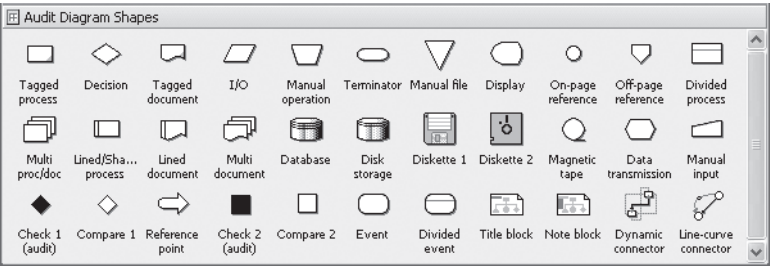 Audit Diagram Shapes
Tagged process
Decision
Tagged document
I/O
Manual operation
Terminator
Manual file
Display
On-page reference
Off-page reference
Divided process
Multi proc/doc
Lined/Sha... process
Lined document
Multi document
Database
Disk storage
Diskette 1
Diskette 2
Magnetic tape
Data transmission
Manual input
Check 1 (audit)
Compare 1
Reference point
Check 2 (audit)
Compare 2
Event
Divided event
Title block
Note block
Dynamic connector
Line-curve connector